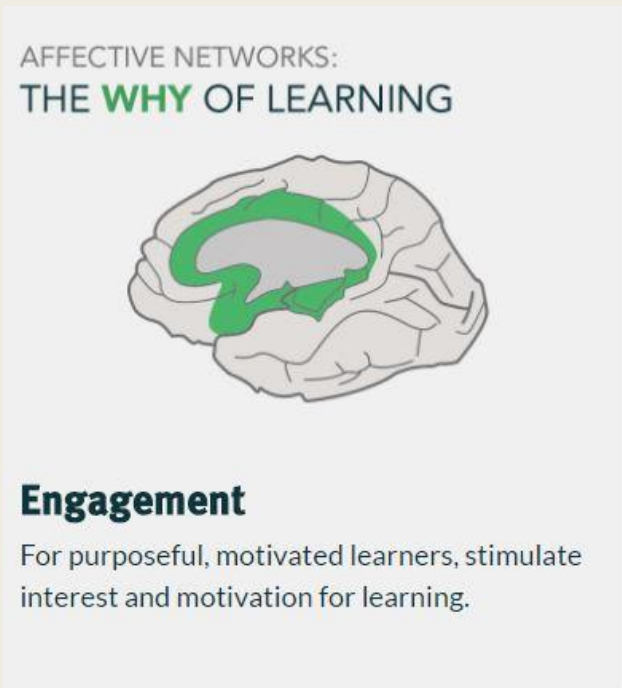 AFFECTIVE NETWORKS:
THE WHY OF LEARNING
Engagement
For purposeful, motivated learners, stimulate
interest and motivation for learning.